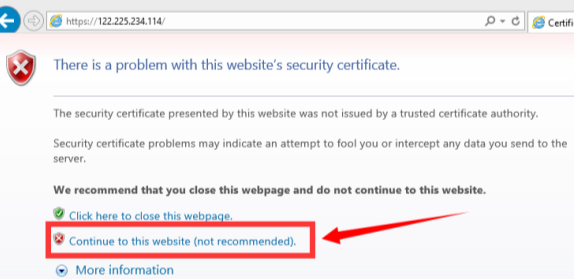 https://122.225.234.114/
Certifi
There is a problem with this website's security certificate.
The security certificate presented by this website was not issued by a trusted certificate authority.
Security certificate problems may indicate an attempt to fool you or intercept any data you send to the
server.
We recommend that you close this webpage and do not continue to this website.
Click here to close this webpage.
Continue to this website (not recommended).
More information